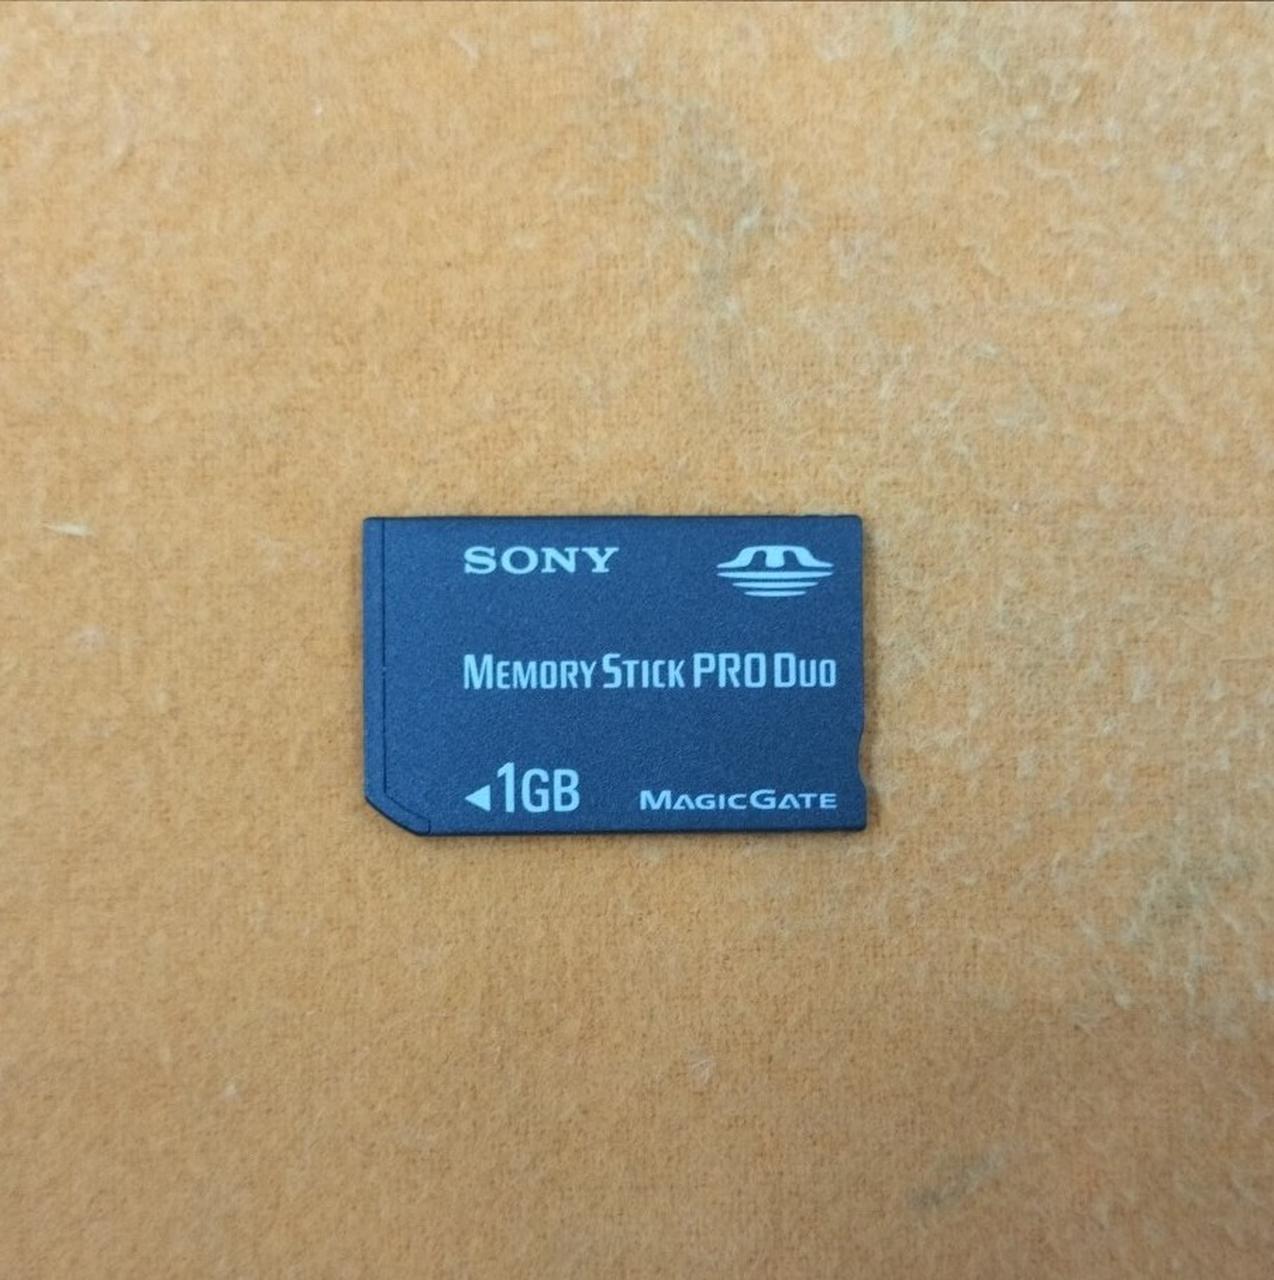 SONY
MEMORY STICK PRO DUO
◀1GB MAGICGATE